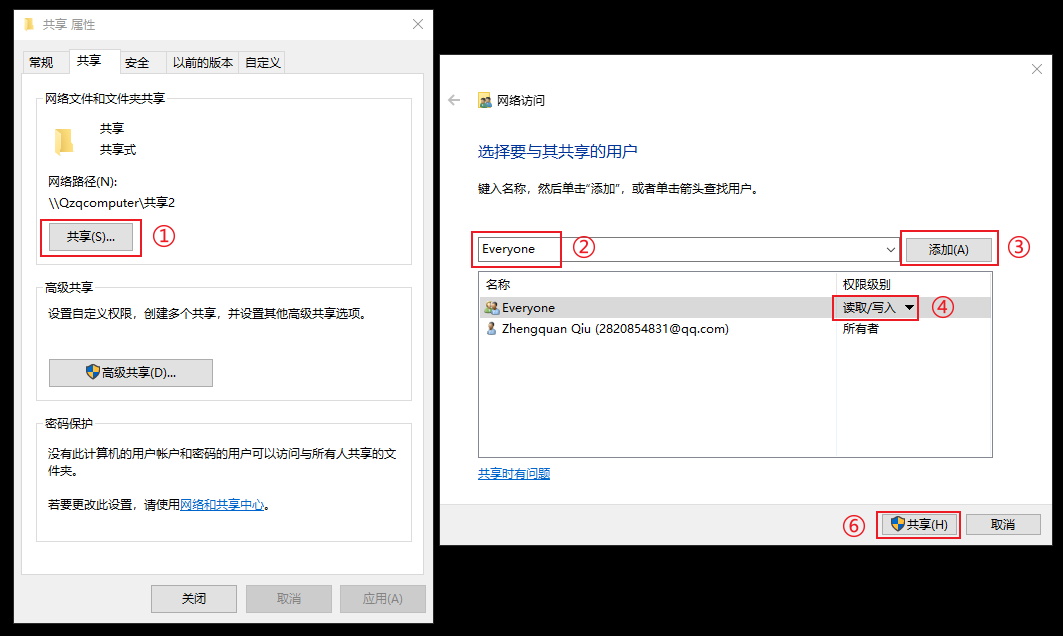 共享 属性
常规
共享
安全
以前的版本
自定义
网络文件和文件夹共享
共享
共享式
网络路径(N):
\\Qzqcomputer\共享2
共享(S)...
①
高级共享
设置自定义权限，创建多个共享，并设置其他高级共享选项。
高级共享(D)...
密码保护
没有此计算机的用户帐户和密码的用户可以访问与所有人共享的文
件夹。
若要更改此设置，请使用网络和共享中心。
关闭
取消
应用(A)
网络访问
选择要与其共享的用户
键入名称，然后单击“添加”，或者单击箭头查找用户。
Everyone
②
添加(A)
③
名称
权限级别
Everyone
读取/写入
④
Zhengquan Qiu (2820854831@qq.com)
所有者
共享时有问题
⑥
共享(H)
取消